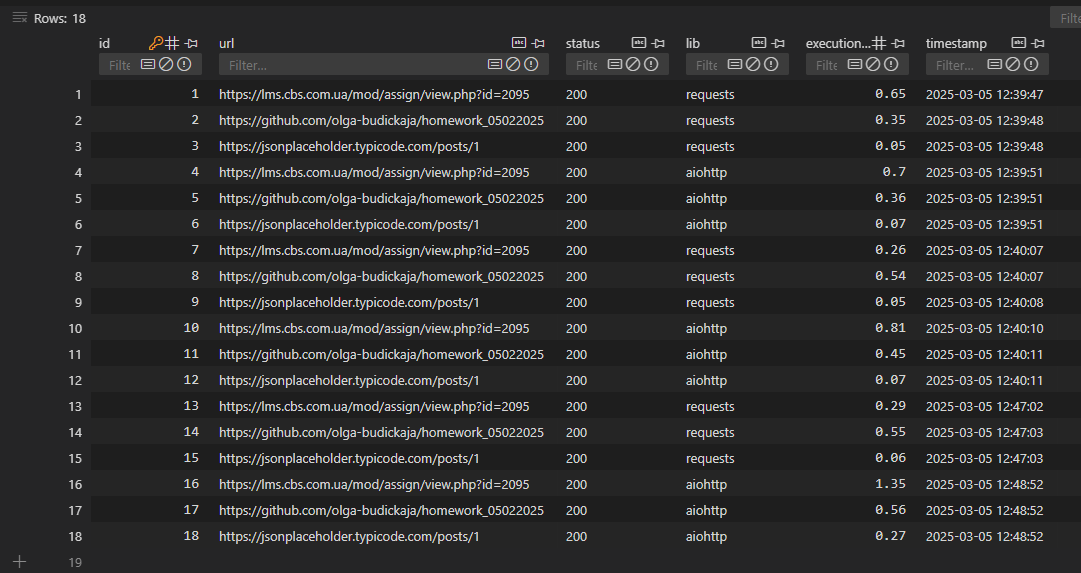 Rows: 18 Filte
id url status lib execution... timestamp
Filte Filter... Filte Filte Filte Filter...
1 1 https://lms.cbs.com.ua/mod/assign/view.php?id=2095 200 requests 0.65 2025-03-05 12:39:47
2 2 https://github.com/olga-budickaja/homework_05022025 200 requests 0.35 2025-03-05 12:39:48
3 3 https://jsonplaceholder.typicode.com/posts/1 200 requests 0.05 2025-03-05 12:39:48
4 4 https://lms.cbs.com.ua/mod/assign/view.php?id=2095 200 aiohttp 0.7 2025-03-05 12:39:51
5 5 https://github.com/olga-budickaja/homework_05022025 200 aiohttp 0.36 2025-03-05 12:39:51
6 6 https://jsonplaceholder.typicode.com/posts/1 200 aiohttp 0.07 2025-03-05 12:39:51
7 7 https://lms.cbs.com.ua/mod/assign/view.php?id=2095 200 requests 0.26 2025-03-05 12:40:07
8 8 https://github.com/olga-budickaja/homework_05022025 200 requests 0.54 2025-03-05 12:40:07
9 9 https://jsonplaceholder.typicode.com/posts/1 200 requests 0.05 2025-03-05 12:40:08
10 10 https://lms.cbs.com.ua/mod/assign/view.php?id=2095 200 aiohttp 0.81 2025-03-05 12:40:10
11 11 https://github.com/olga-budickaja/homework_05022025 200 aiohttp 0.45 2025-03-05 12:40:11
12 12 https://jsonplaceholder.typicode.com/posts/1 200 aiohttp 0.07 2025-03-05 12:40:11
13 13 https://lms.cbs.com.ua/mod/assign/view.php?id=2095 200 requests 0.29 2025-03-05 12:47:02
14 14 https://github.com/olga-budickaja/homework_05022025 200 requests 0.55 2025-03-05 12:47:03
15 15 https://jsonplaceholder.typicode.com/posts/1 200 requests 0.06 2025-03-05 12:47:03
16 16 https://lms.cbs.com.ua/mod/assign/view.php?id=2095 200 aiohttp 1.35 2025-03-05 12:48:52
17 17 https://github.com/olga-budickaja/homework_05022025 200 aiohttp 0.56 2025-03-05 12:48:52
18 18 https://jsonplaceholder.typicode.com/posts/1 200 aiohttp 0.27 2025-03-05 12:48:52
19